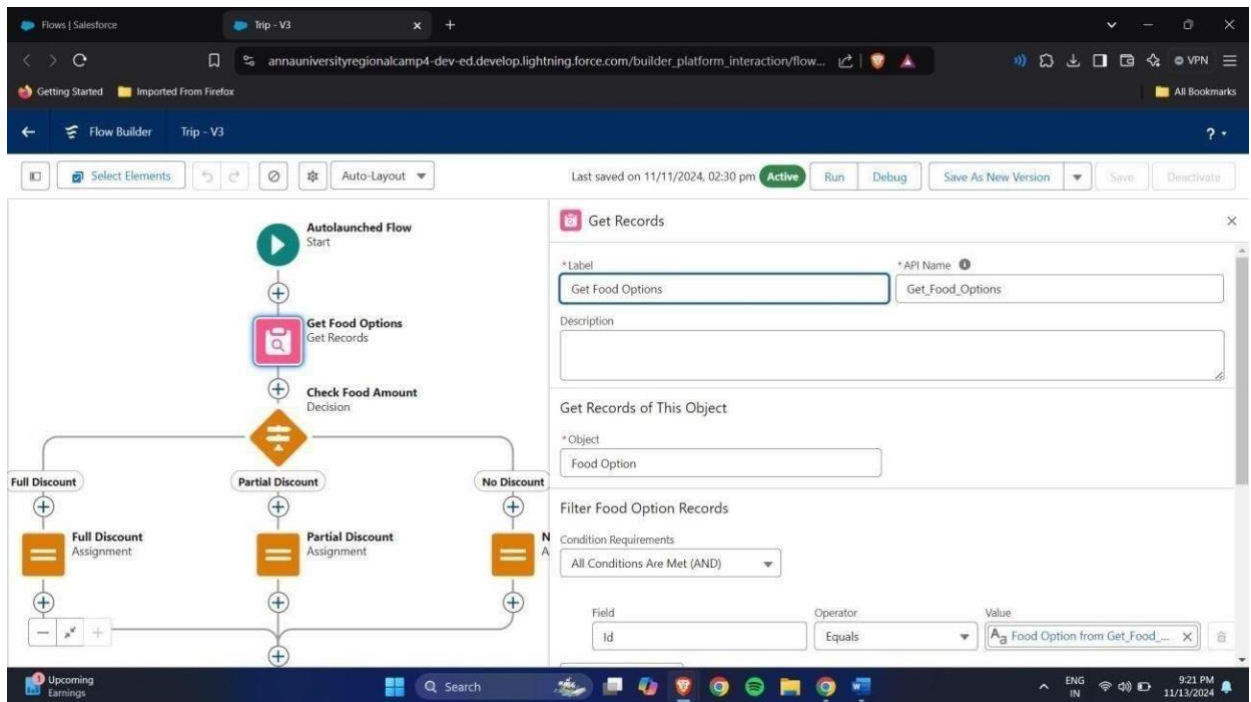 Flows | Salesforce
Trip - V3
annauniversityregionalcamp4-dev-ed.develop.lightning.force.com/builder_platform_interaction/flow...
VPN
Getting Started
Imported From Firefox
All Bookmarks
Flow Builder
Trip - V3
?
Select Elements
Auto-Layout
Last saved on 11/11/2024, 02:30 pm
Active
Run
Debug
Save As New Version
Save
Deactivate
Autolaunched Flow
Start
Get Food Options
Get Records
Check Food Amount
Decision
Full Discount
Partial Discount
No Discount
Full Discount
Assignment
Partial Discount
Assignment
N
A
Get Records
*Label
Get Food Options
*API Name
Get_Food_Options
Description
Get Records of This Object
*Object
Food Option
Filter Food Option Records
Condition Requirements
All Conditions Are Met (AND)
Field
Id
Operator
Equals
Value
Aa Food Option from Get_Food_...
1
Upcoming
Earnings
Search
ENG
IN
9:21 PM
11/13/2024